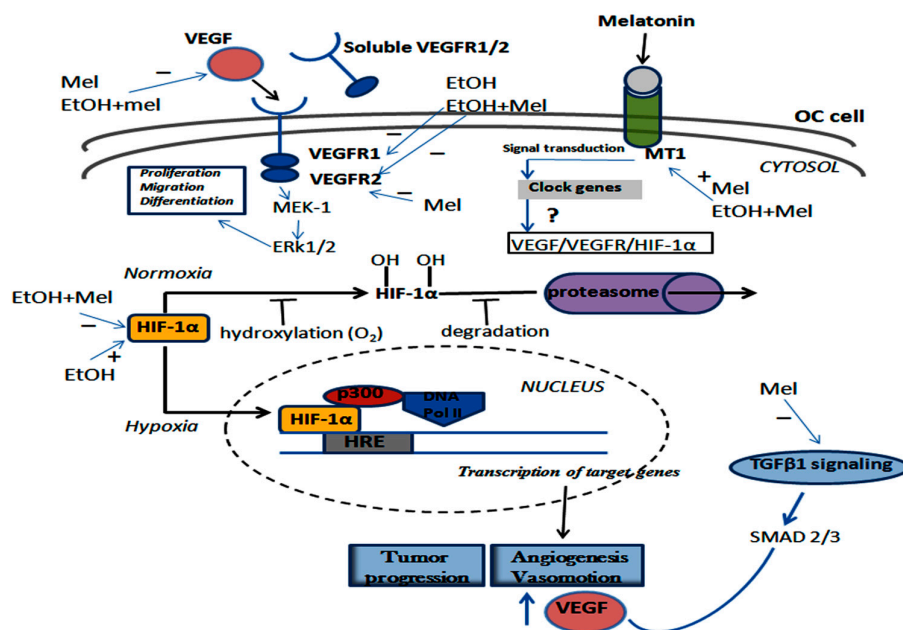 Melatonin
VEGF
Soluble VEGFR1/2
Mel
EtOH+mel
−
EtOH
EtOH+Mel
OC cell
−
VEGFR1
−
Signal transduction
MT1
CYTOSOL
VEGFR2
Proliferation
Migration
Differentiation
−
Mel
+
Mel
EtOH+Mel
Clock genes
MEK-1
?
ERk1/2
VEGF/VEGFR/HIF-1α
OH OH
Normoxia
HIF-1α
proteasome
EtOH+Mel
−
HIF-1α
hydroxylation (O₂)
degradation
+
EtOH
NUCLEUS
p300
DNA
Pol II
HIF-1α
Hypoxia
HRE
Mel
−
Transcription of target genes
TGFβ1 signaling
SMAD 2/3
Tumor
progression
Angiogenesis
Vasomotion
VEGF